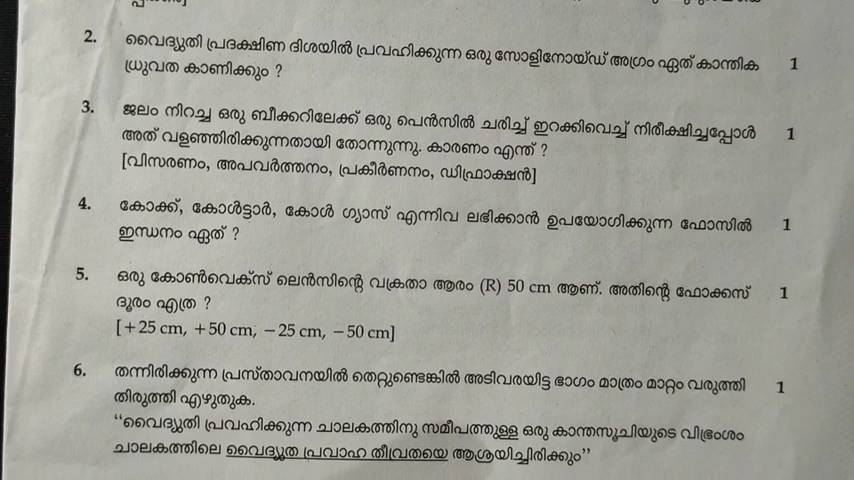 2. വൈദ്യുതി പ്രദക്ഷിണ ദിശയിൽ പ്രവഹിക്കുന്ന ഒരു സോളിനോയ്ഡ് അഗ്രം ഏത് കാന്തിക 1
ധ്രുവത കാണിക്കും ?
3. ജലം നിറച്ച ഒരു ബീക്കറിലേക്ക് ഒരു പെൻസിൽ ചരിച്ച് ഇറക്കിവെച്ച് നിരീക്ഷിച്ചപ്പോൾ 1
അത് വളഞ്ഞിരിക്കുന്നതായി തോന്നുന്നു. കാരണം എന്ത് ?
[വിസരണം, അപവർത്തനം, പ്രകീർണനം, ഡിഫ്രാക്ഷൻ]
4. കോക്ക്, കോൾട്ടാർ, കോൾ ഗ്യാസ് എന്നിവ ലഭിക്കാൻ ഉപയോഗിക്കുന്ന ഫോസിൽ 1
ഇന്ധനം ഏത് ?
5. ഒരു കോൺവെക്സ് ലെൻസിന്റെ വക്രതാ ആരം (R) 50 cm ആണ്. അതിന്റെ ഫോക്കസ് 1
ദൂരം എത്ര ?
[+25 cm, +50 cm, −25 cm, −50 cm]
6. തന്നിരിക്കുന്ന പ്രസ്താവനയിൽ തെറ്റുണ്ടെങ്കിൽ അടിവരയിട്ട ഭാഗം മാത്രം മാറ്റം വരുത്തി 1
തിരുത്തി എഴുതുക.
“വൈദ്യുതി പ്രവഹിക്കുന്ന ചാലകത്തിനു സമീപത്തുള്ള ഒരു കാന്തസൂചിയുടെ വിഭ്രംശം
ചാലകത്തിലെ വൈദ്യുത പ്രവാഹ തീവ്രതയെ ആശ്രയിച്ചിരിക്കും”